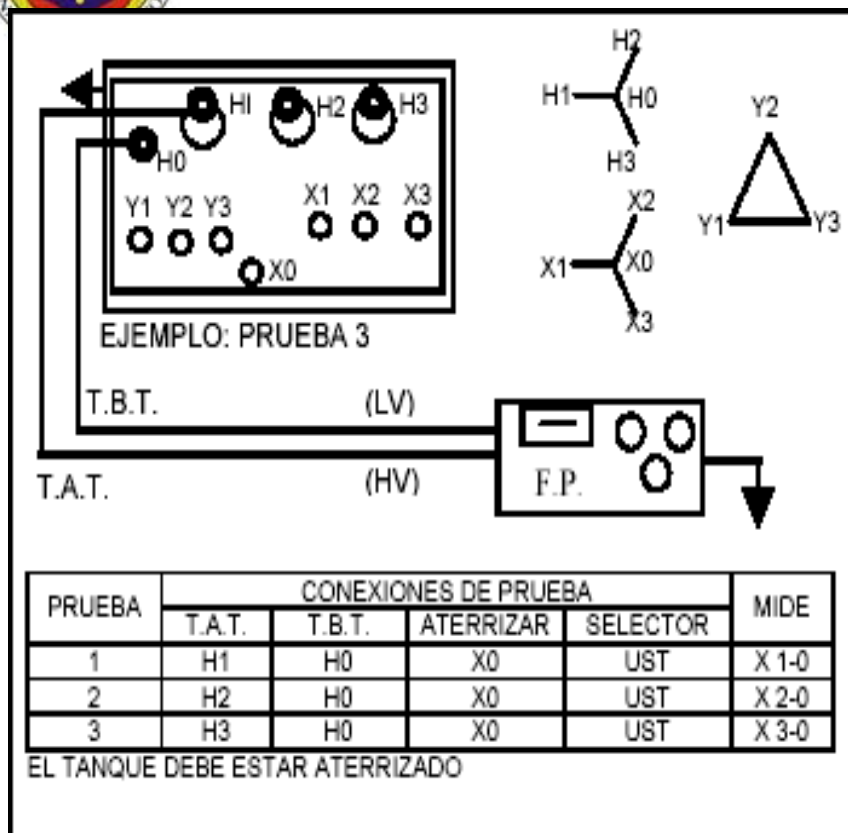 H1 H2 H3
H0
Y1 Y2 Y3 X1 X2 X3
X0
EJEMPLO: PRUEBA 3
H2
H1 H0
H3
X2
X1 X0
X3
Y2
Y1 Y3
T.B.T. (LV)
T.A.T. (HV)
F.P.
PRUEBA CONEXIONES DE PRUEBA MIDE
T.A.T. T.B.T. ATERRIZAR SELECTOR
1 H1 H0 X0 UST X 1-0
2 H2 H0 X0 UST X 2-0
3 H3 H0 X0 UST X 3-0
EL TANQUE DEBE ESTAR ATERRIZADO